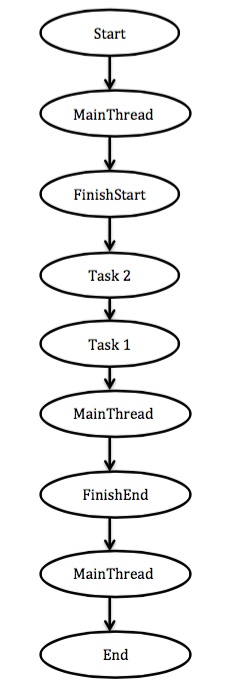 Start
MainThread
FinishStart
Task 2
Task 1
MainThread
FinishEnd
MainThread
End